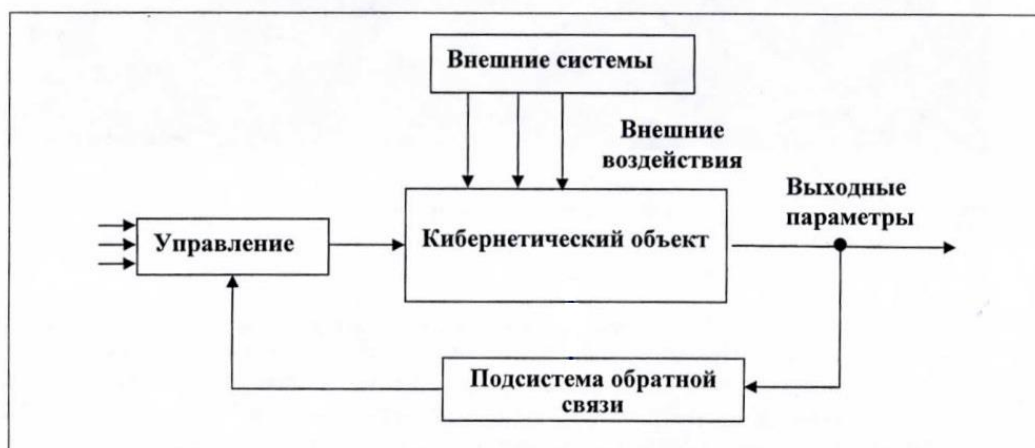 Внешние системы
Внешние
воздействия
Выходные
параметры
Управление
Кибернетический объект
Подсистема обратной
связи